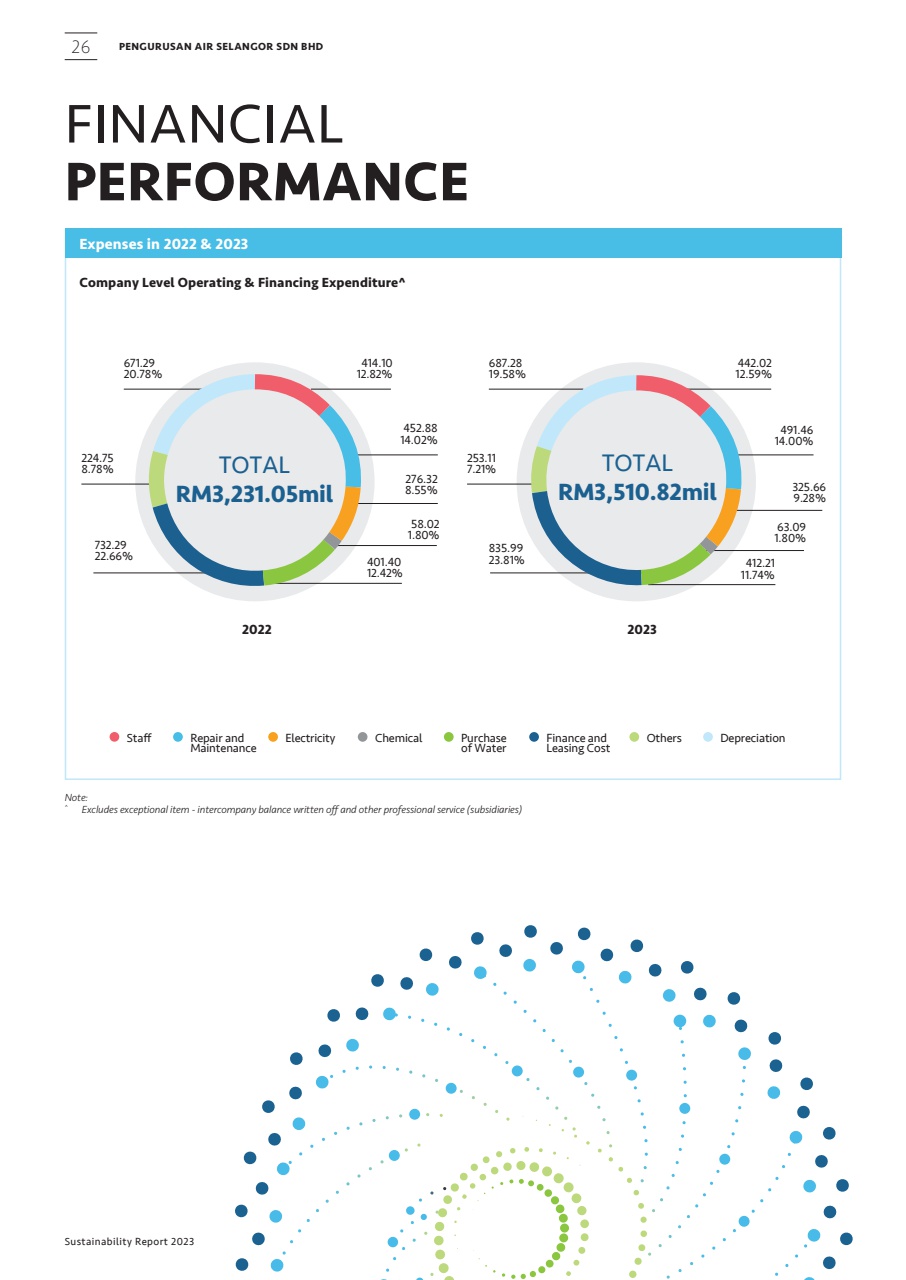 26
PENGURUSAN AIR SELANGOR SDN BHD
FINANCIAL
PERFORMANCE
Expenses in 2022 & 2023
Company Level Operating & Financing Expenditure^
671.29
20.78%
414.10
12.82%
452.88
14.02%
224.75
8.78%
276.32
8.55%
58.02
1.80%
732.29
22.66%
401.40
12.42%
TOTAL
RM3,231.05mil
2022
687.28
19.58%
442.02
12.59%
491.46
14.00%
253.11
7.21%
325.66
9.28%
63.09
1.80%
835.99
23.81%
412.21
11.74%
TOTAL
RM3,510.82mil
2023
Staff
Repair and
Maintenance
Electricity
Chemical
Purchase
of Water
Finance and
Leasing Cost
Others
Depreciation
Note:
^ Excludes exceptional item - intercompany balance written off and other professional service (subsidiaries)
Sustainability Report 2023